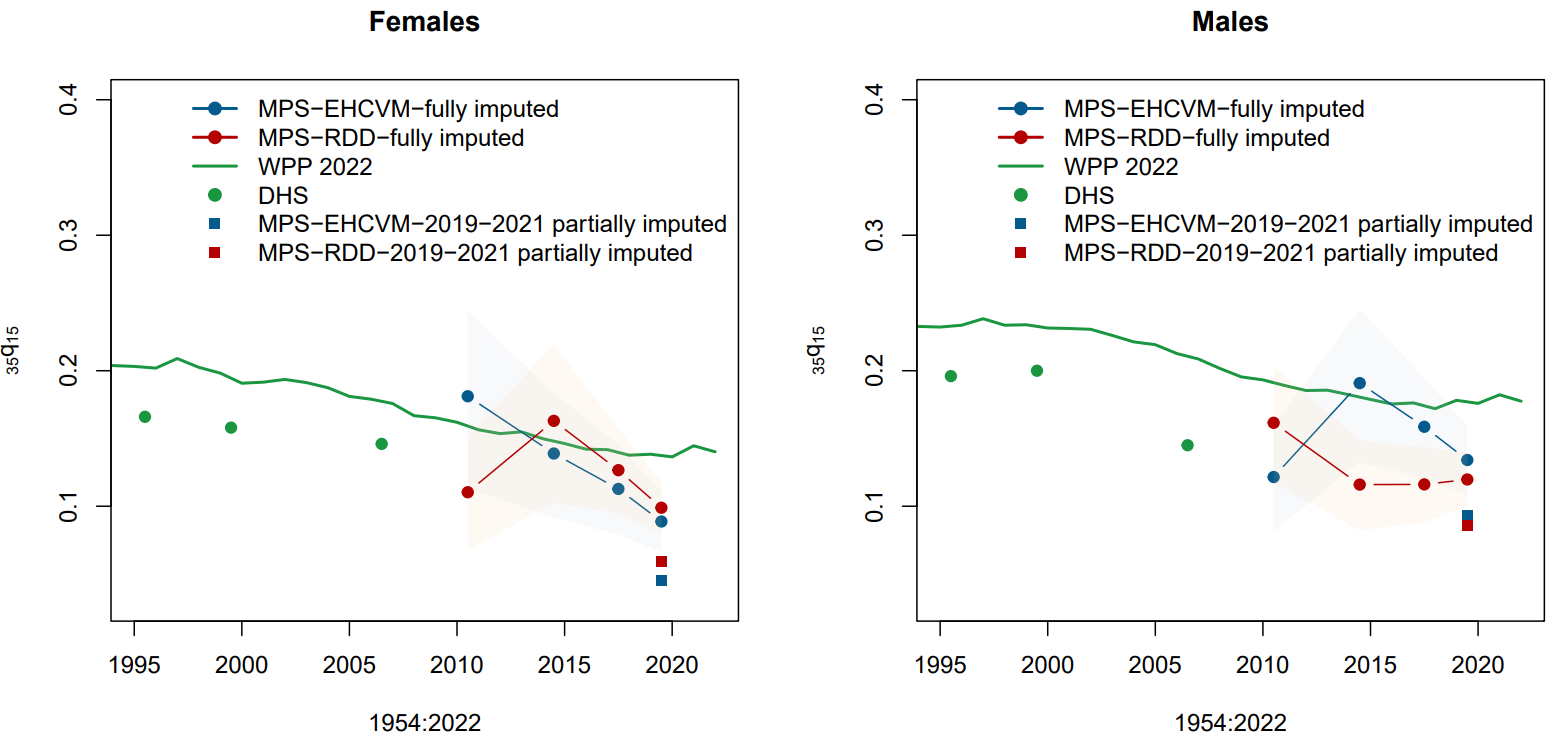 Females
0.4
0.3
0.2
0.1
35q15
MPS−EHCVM−fully imputed
MPS−RDD−fully imputed
WPP 2022
DHS
MPS−EHCVM−2019−2021 partially imputed
MPS−RDD−2019−2021 partially imputed
1995 2000 2005 2010 2015 2020
1954:2022
Males
0.4
0.3
0.2
0.1
35q15
MPS−EHCVM−fully imputed
MPS−RDD−fully imputed
WPP 2022
DHS
MPS−EHCVM−2019−2021 partially imputed
MPS−RDD−2019−2021 partially imputed
1995 2000 2005 2010 2015 2020
1954:2022